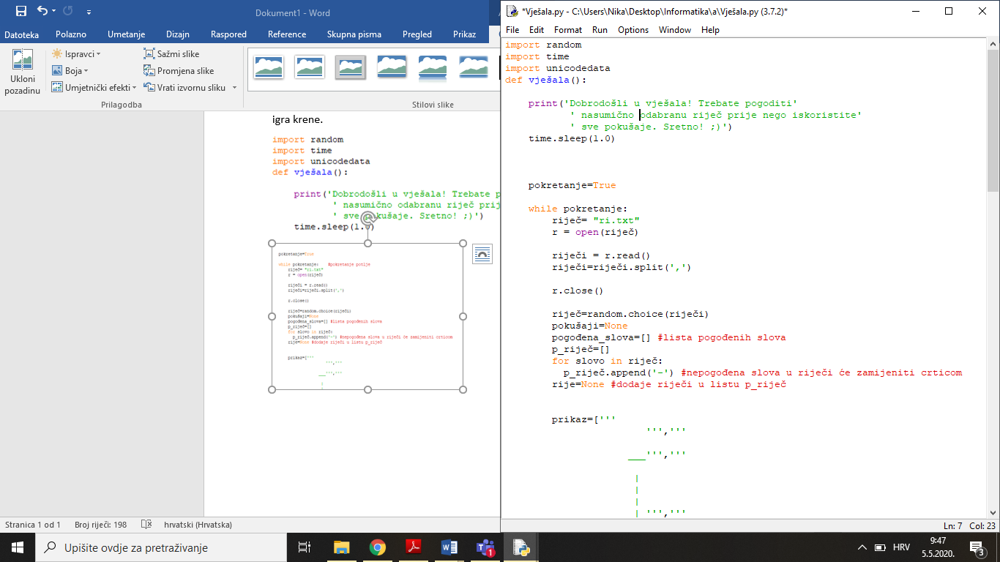 Dokument1 - Word
Datoteka Polazno Umetanje Dizajn Raspored Reference Skupna pisma Pregled Prikaz
Ukloni pozadinu
Ispravci
Boja
Umjetnički efekti
Sažmi slike
Promjena slike
Vrati izvornu sliku
Prilagodba
Stilovi slike
igra krene.
import random
import time
import unicodedata
def vješala():
print('Dobrodošli u vješala! Trebate p
' nasumično odabranu riječ prij
' sve pokušaje. Sretno! ;)')
time.sleep(1.0)
pokretanje=True
while pokretanje: #pokretanje petlje
riječ= "ri.txt"
r = open(riječ)
riječi = r.read()
riječi=riječi.split(',')
r.close()
riječ=random.choice(riječi)
pokušaji=None
pogođena_slova=[] #lista pogođenih slova
p_riječ=[]
for slovo in riječ:
p_riječ.append('-') #nepogođena slova u riječi će zamijeniti crticom
rije=None #dodaje riječi u listu p_riječ
prikaz=['''
''','''
___''','''
|
Stranica 1 od 1 Broj riječi: 198 hrvatski (Hrvatska)
*Vješala.py - C:\Users\Nika\Desktop\Informatika\a\Vješala.py (3.7.2)*
File Edit Format Run Options Window Help
import random
import time
import unicodedata
def vješala():
print('Dobrodošli u vješala! Trebate pogoditi'
' nasumično odabranu riječ prije nego iskoristite'
' sve pokušaje. Sretno! ;)')
time.sleep(1.0)
pokretanje=True
while pokretanje:
riječ= "ri.txt"
r = open(riječ)
riječi = r.read()
riječi=riječi.split(',')
r.close()
riječ=random.choice(riječi)
pokušaji=None
pogođena_slova=[] #lista pogođenih slova
p_riječ=[]
for slovo in riječ:
p_riječ.append('-') #nepogođena slova u riječi će zamijeniti crticom
rije=None #dodaje riječi u listu p_riječ
prikaz=['''
''','''
___''','''
|
|
|
| ''','''
Ln: 7 Col: 23
Upišite ovdje za pretraživanje
1
HRV
9:47
5.5.2020.
3